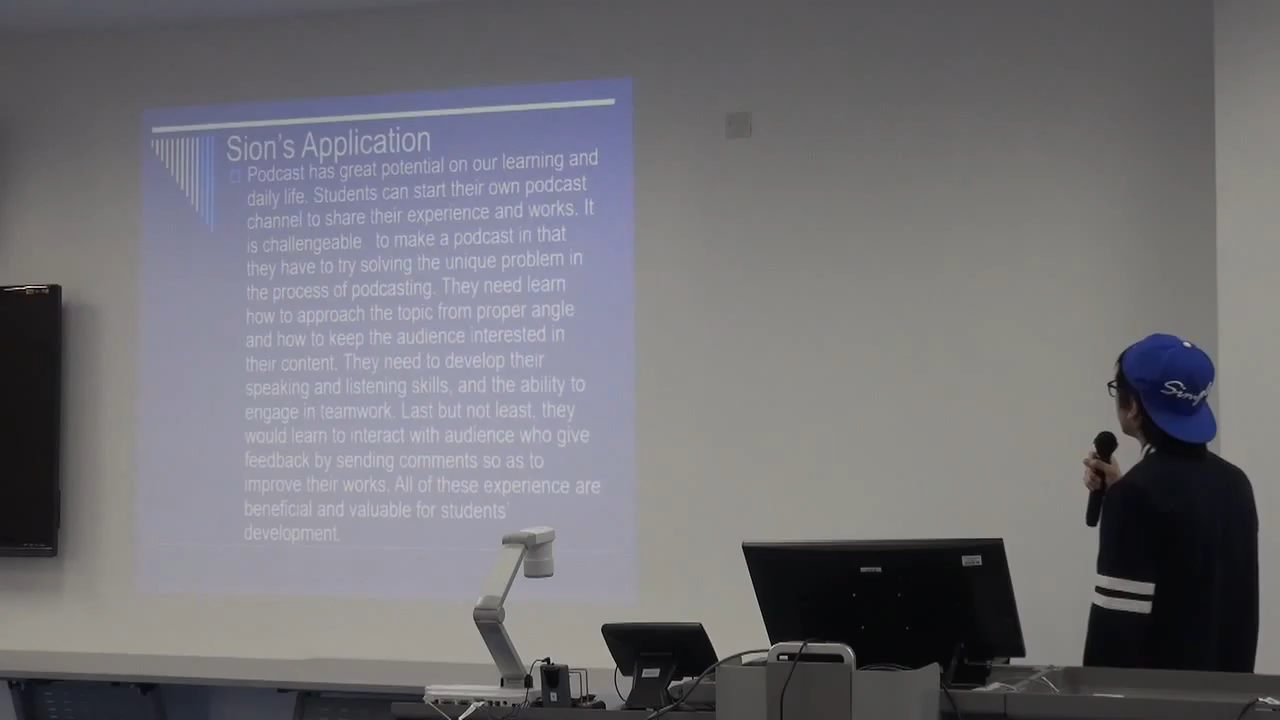 Sion's Application
Podcast has great potential on our learning and
daily life. Students can start their own podcast
channel to share their experience and works. It
is challengeable to make a podcast in that
they have to try solving the unique problem in
the process of podcasting. They need learn
how to approach the topic from proper angle
and how to keep the audience interested in
their content. They need to develop their
speaking and listening skills, and the ability to
engage in teamwork. Last but not least, they
would learn to interact with audience who give
feedback by sending comments so as to
improve their works. All of these experience are
beneficial and valuable for students'
development.